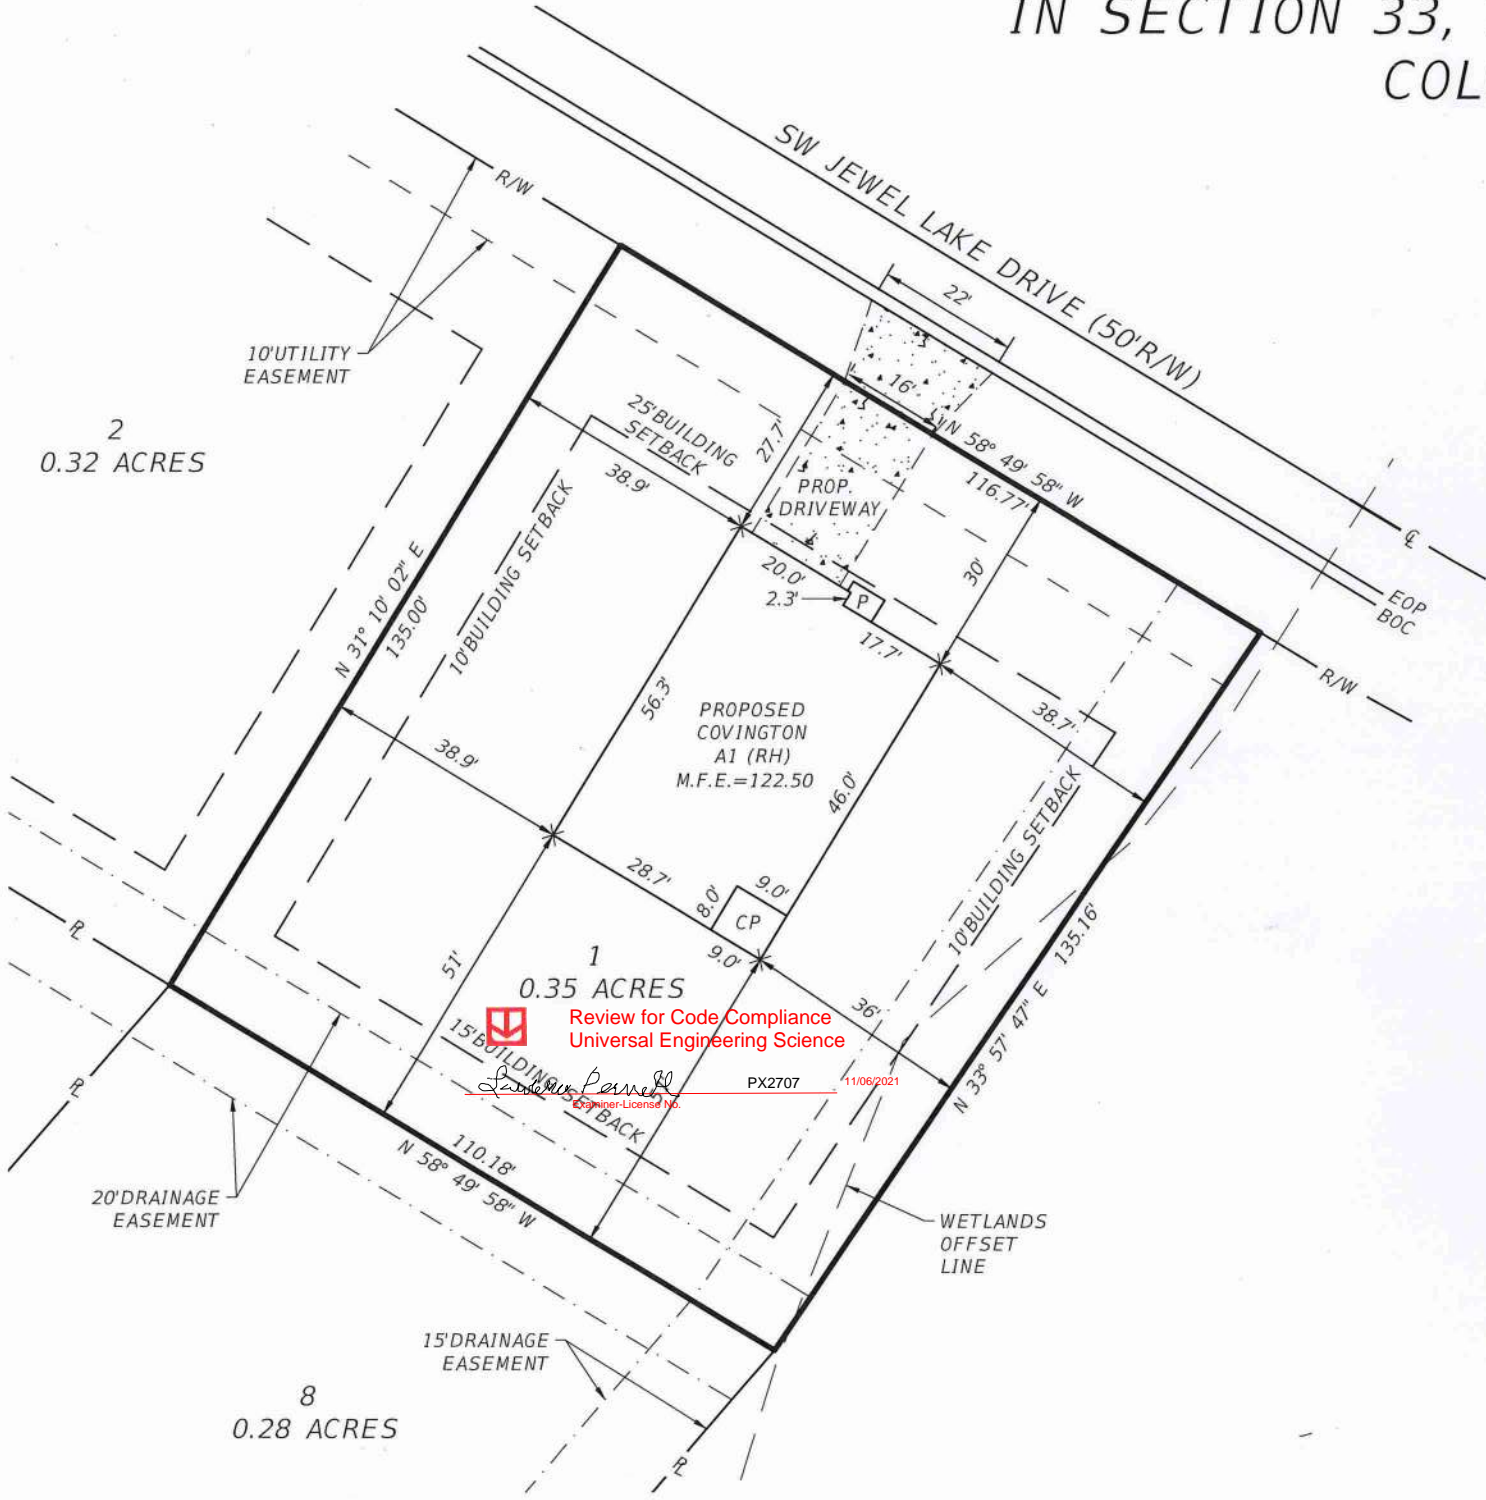 IN SECTION 33,
COL
SW JEWEL LAKE DRIVE (50'R/W)
R/W
22'
10'UTILITY
EASEMENT
16'
N 58° 49' 58" W
116.77'
2
0.32 ACRES
25'BUILDING
SETBACK
27.7'
38.9'
PROP.
DRIVEWAY
10'BUILDING SETBACK
N 31° 10' 02" E
135.00'
20.0'
2.3'
P
17.7'
30'
℄
EOP
BOC
R/W
56.3'
PROPOSED
COVINGTON
A1 (RH)
M.F.E.=122.50
38.7'
38.9'
46.0'
10'BUILDING SETBACK
28.7'
8.0'
9.0'
CP
9.0'
135.16'
N 33° 57' 47" E
51'
1
0.35 ACRES
36'
Review for Code Compliance
Universal Engineering Science
15'BUILDING SETBACK
PX2707
11/06/2021
Examiner-License No.
110.18'
N 58° 49' 58" W
20'DRAINAGE
EASEMENT
WETLANDS
OFFSET
LINE
15'DRAINAGE
EASEMENT
8
0.28 ACRES